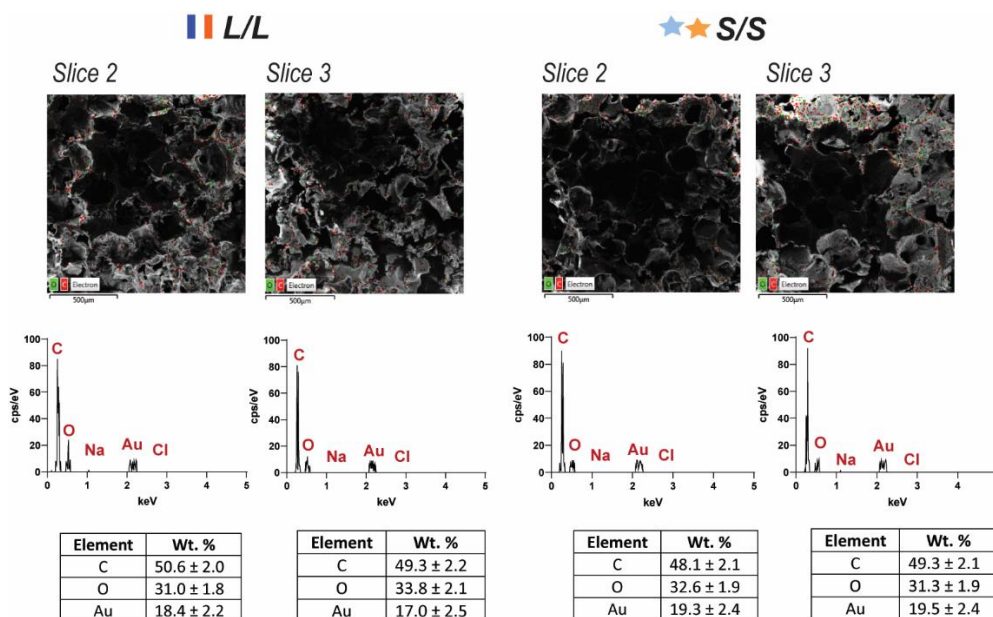 L/L
S/S
Slice 2
Slice 3
Slice 2
Slice 3
O C Electron
500µm
O C Electron
500µm
O C Electron
500µm
O C Electron
500µm
cps/eV
100
80
60
40
20
0
C
O
Na
Au
Cl
0 1 2 3 4 5
keV
cps/eV
100
80
60
40
20
0
C
O
Na
Au
Cl
0 1 2 3 4 5
keV
cps/eV
100
80
60
40
20
0
C
O
Na
Au
Cl
0 1 2 3 4 5
keV
cps/eV
100
80
60
40
20
0
C
O
Na
Au
Cl
0 1 2 3 4
keV
Element Wt. %
C 50.6 ± 2.0
O 31.0 ± 1.8
Au 18.4 ± 2.2
Element Wt. %
C 49.3 ± 2.2
O 33.8 ± 2.1
Au 17.0 ± 2.5
Element Wt. %
C 48.1 ± 2.1
O 32.6 ± 1.9
Au 19.3 ± 2.4
Element Wt. %
C 49.3 ± 2.1
O 31.3 ± 1.9
Au 19.5 ± 2.4